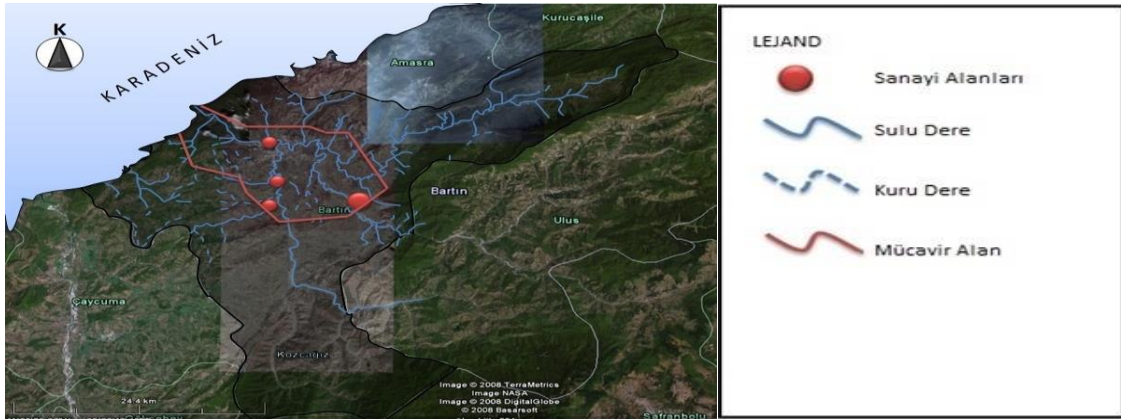 K
KARADENİZ
Kurucaşile
Amasra
Bartın
Bartın
Ulus
Çaycuma
Kozcağız
24.4 km
Image © 2008 TerraMetrics
Image NASA
Image © 2008 DigitalGlobe
© 2008 Basarsoft
Safranbolu
LEJAND
Sanayi Alanları
Sulu Dere
Kuru Dere
Mücavir Alan